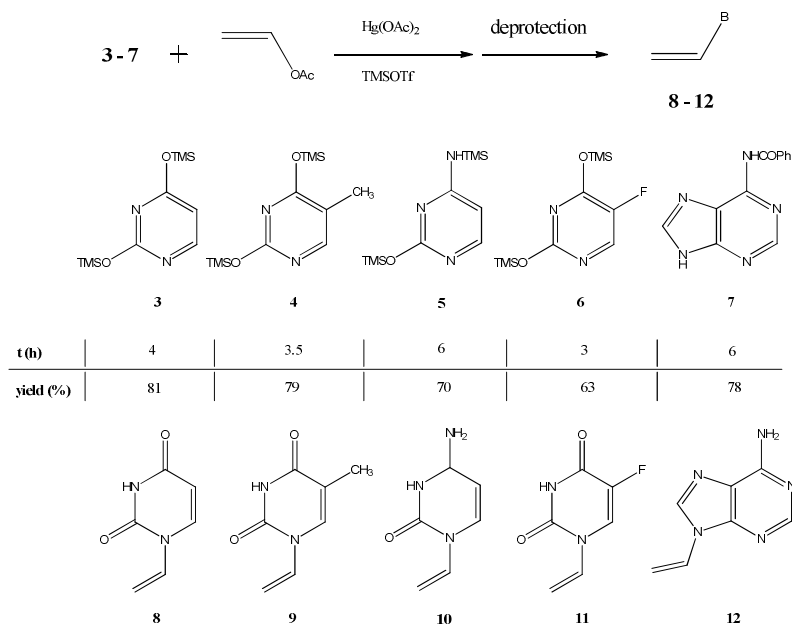 3 - 7 + OAc Hg(OAc)2 TMSOTf deprotection B 8 - 12
OTMS N TMSO N
OTMS CH3 N TMSO N
NHTMS N TMSO N
OTMS F N TMSO N
NHCOPh N N N H N
3 4 5 6 7
t (h) 4 3.5 6 3 6
yield (%) 81 79 70 63 78
O HN O N
O CH3 HN O N
NH2 HN O N
O F HN O N
NH2 N N N N
8 9 10 11 12